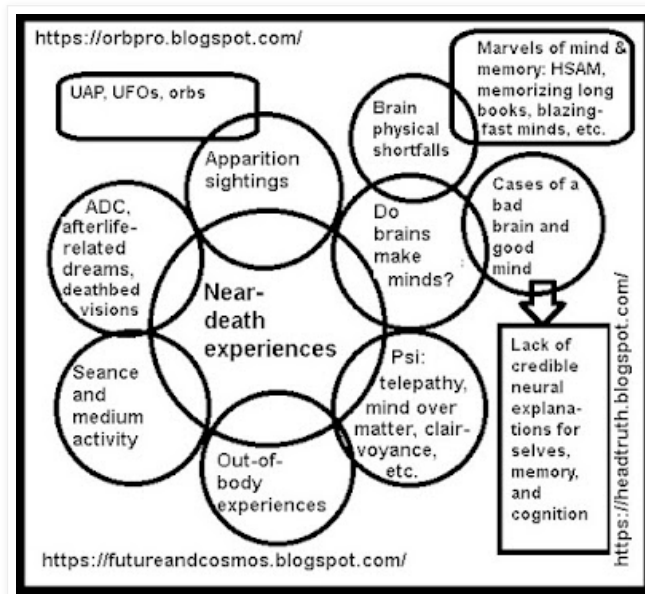 https://orbpro.blogspot.com/
Marvels of mind &
memory: HSAM,
memorizing long
books, blazing-
fast minds, etc.
UAP, UFOs, orbs
Brain
physical
shortfalls
Apparition
sightings
Cases of a
bad
brain and
good
mind
ADC,
afterlife-
related
dreams,
deathbed
visions
Do
brains
make
minds?
Near-
death
experiences
https://headtruth.blogspot.com/
Lack of
credible
neural
explana-
tions for
selves,
memory,
and
cognition
Psi:
telepathy,
mind over
matter, clair-
voyance,
etc.
Seance
and
medium
activity
Out-of-
body
experiences
https://futureandcosmos.blogspot.com/